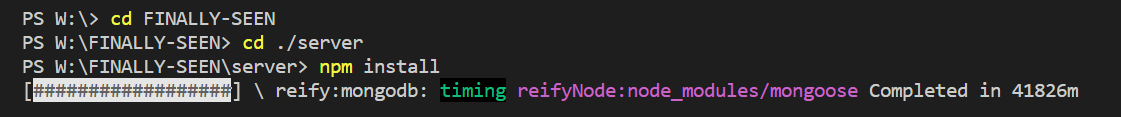 PS W:\> cd FINALLY-SEEN
PS W:\FINALLY-SEEN> cd ./server
PS W:\FINALLY-SEEN\server> npm install
[##################] \ reify:mongodb: timing reifyNode:node_modules/mongoose Completed in 41826m